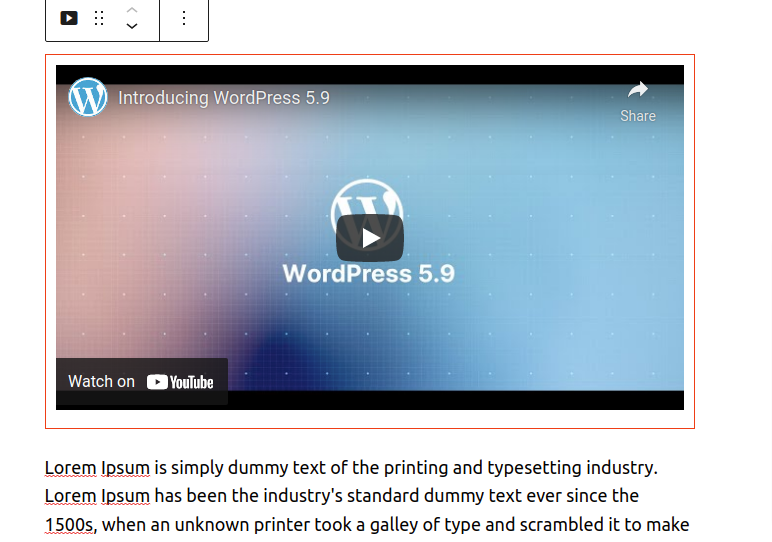 Introducing WordPress 5.9
Share
WordPress 5.9
Watch on YouTube
Lorem Ipsum is simply dummy text of the printing and typesetting industry.
Lorem Ipsum has been the industry's standard dummy text ever since the
1500s, when an unknown printer took a galley of type and scrambled it to make